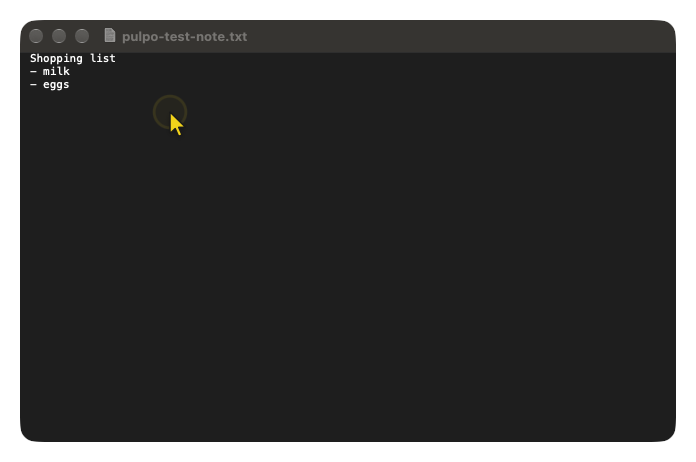 pulpo-test-note.txt
Shopping list
- milk
- eggs